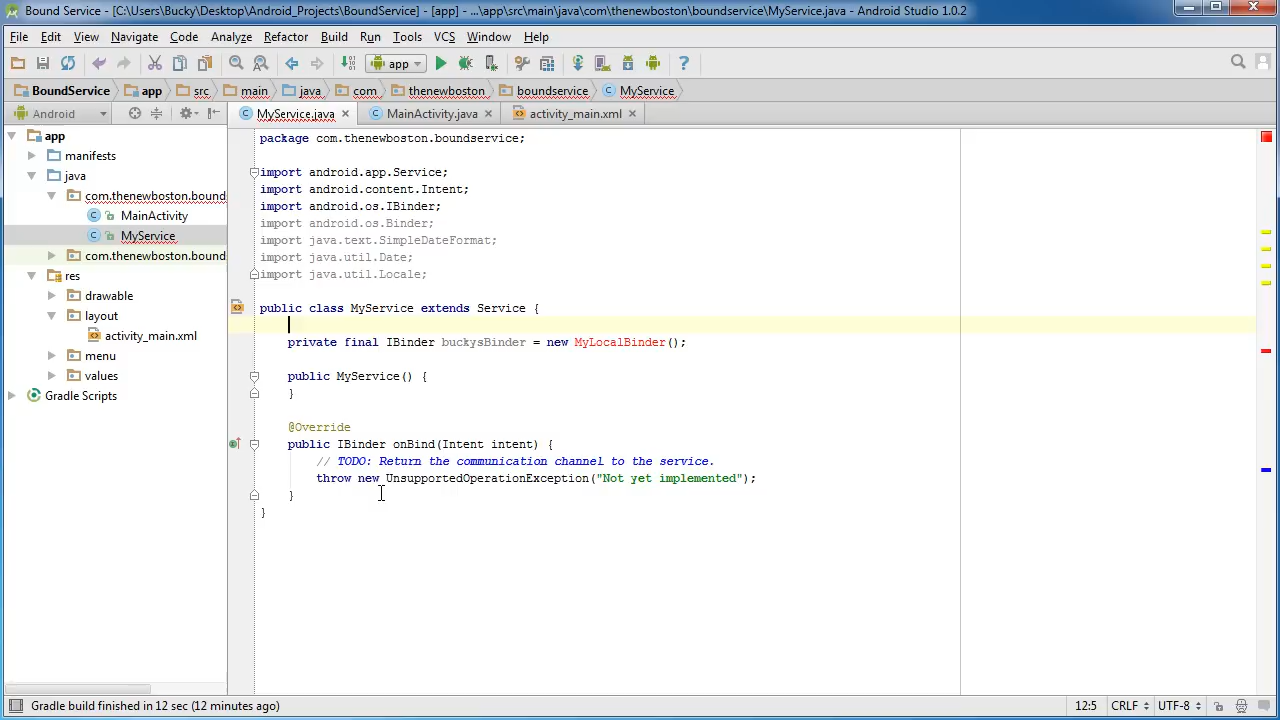 Bound Service - [C:\Users\Bucky\Desktop\Android_Projects\BoundService] - [app] - ...\app\src\main\java\com\thenewboston\boundservice\MyService.java - Android Studio 1.0.2
File Edit View Navigate Code Analyze Refactor Build Run Tools VCS Window Help
app
BoundService app src main java com thenewboston boundservice MyService
Android MyService.java MainActivity.java activity_main.xml
app
manifests
java
com.thenewboston.bound
MainActivity
MyService
com.thenewboston.bound
res
drawable
layout
activity_main.xml
menu
values
Gradle Scripts
package com.thenewboston.boundservice;
import android.app.Service;
import android.content.Intent;
import android.os.IBinder;
import android.os.Binder;
import java.text.SimpleDateFormat;
import java.util.Date;
import java.util.Locale;
public class MyService extends Service {
private final IBinder buckysBinder = new MyLocalBinder();
public MyService() {
}
@Override
public IBinder onBind(Intent intent) {
// TODO: Return the communication channel to the service.
throw new UnsupportedOperationException("Not yet implemented");
}
}
Gradle build finished in 12 sec (12 minutes ago) 12:5 CRLF UTF-8